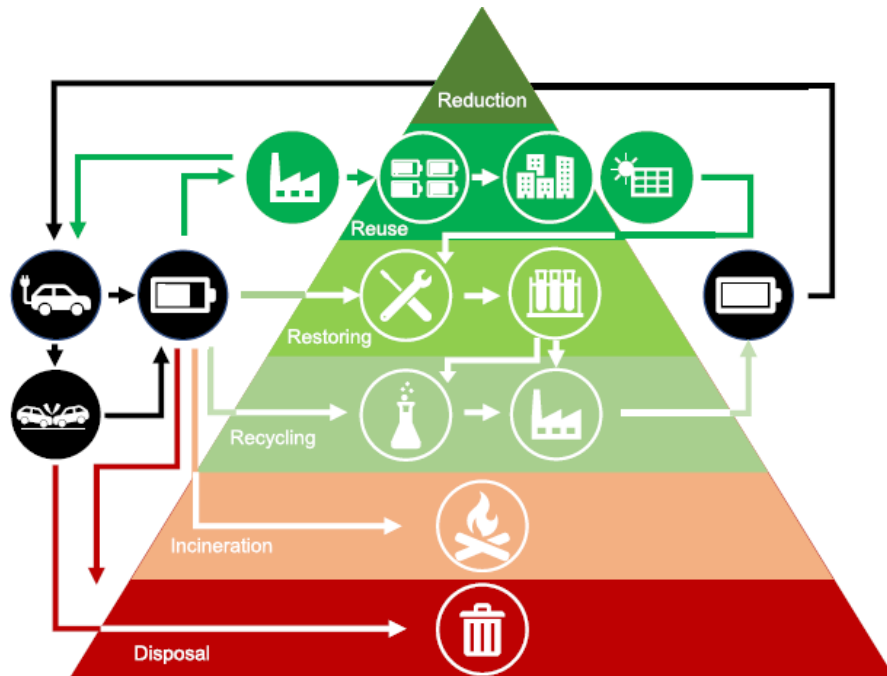 Reduction
Reuse
Restoring
Recycling
Incineration
Disposal